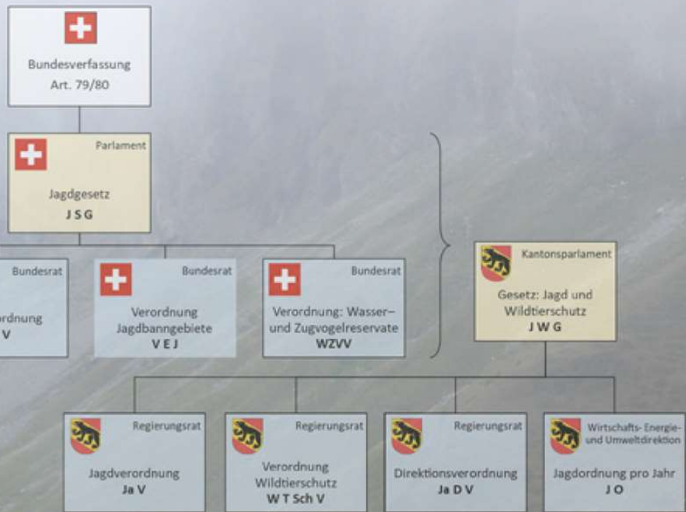 Bundesverfassung
Art. 79/80
Parlament
Jagdgesetz
J S G
Bundesrat
rdnung
V
Bundesrat
Verordnung
Jagdbanngebiete
V E J
Bundesrat
Verordnung: Wasser–
und Zugvogelreservate
WZVV
Kantonsparlament
Gesetz: Jagd und
Wildtierschutz
J W G
Regierungsrat
Jagdverordnung
Ja V
Regierungsrat
Verordnung
Wildtierschutz
W T Sch V
Regierungsrat
Direktionsverordnung
Ja D V
Wirtschafts- Energie-
und Umweltdirektion
Jagdordnung pro Jahr
J O